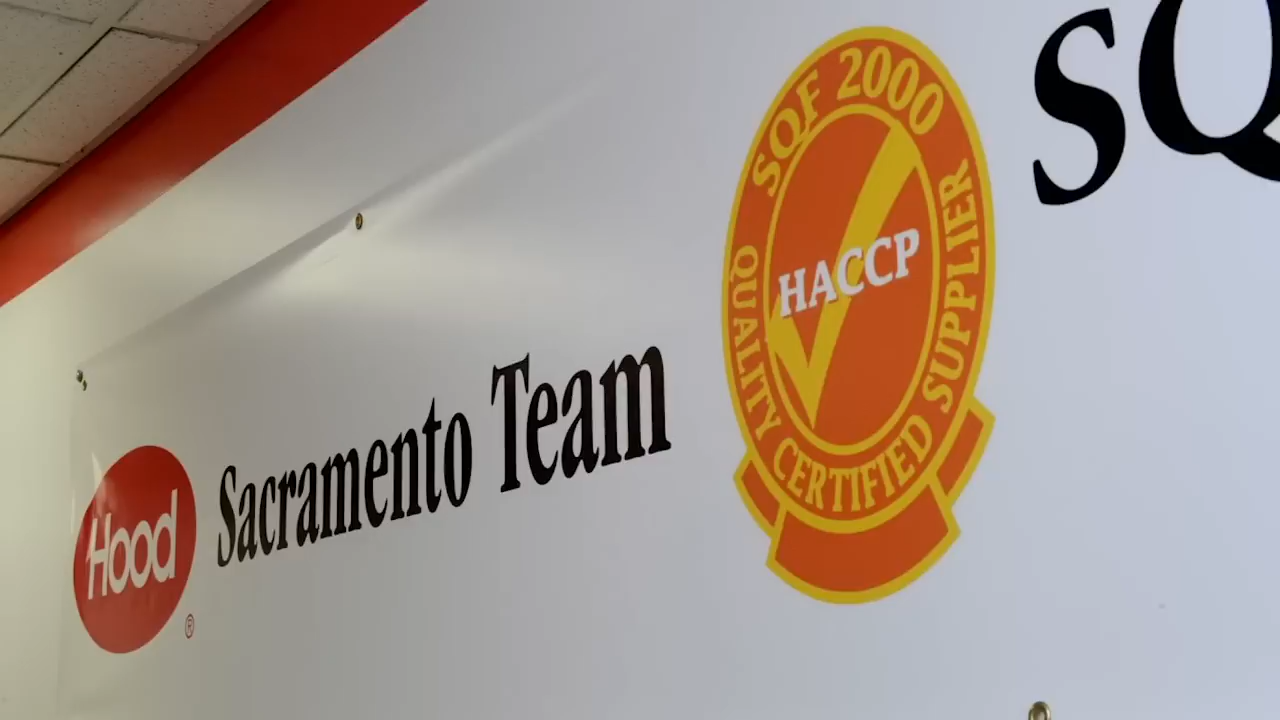 Hood
®
Sacramento Team
SQF 2000
HACCP
QUALITY CERTIFIED SUPPLIER
SQ